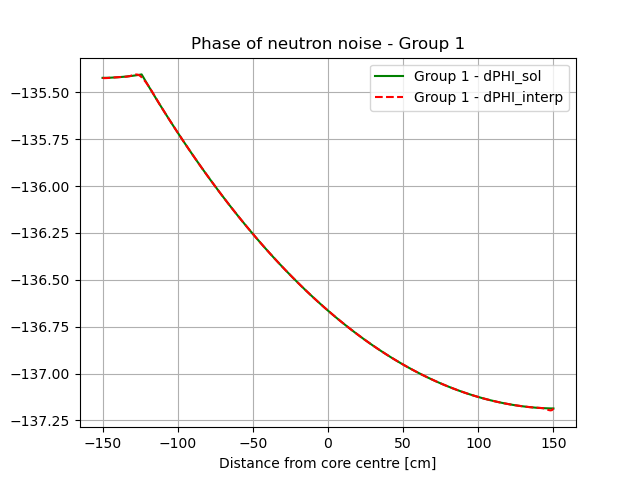 Phase of neutron noise - Group 1
Group 1 - dPHI_sol
Group 1 - dPHI_interp
−135.50
−135.75
−136.00
−136.25
−136.50
−136.75
−137.00
−137.25
−150 −100 −50 0 50 100 150
Distance from core centre [cm]